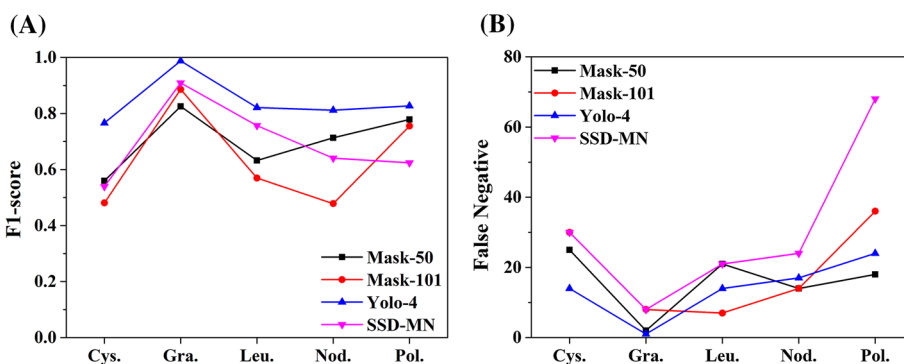 (A)
F1-score
1.0
0.8
0.6
0.4
0.2
0.0
Mask-50
Mask-101
Yolo-4
SSD-MN
Cys. Gra. Leu. Nod. Pol.
(B)
False Negative
80
60
40
20
0
Mask-50
Mask-101
Yolo-4
SSD-MN
Cys. Gra. Leu. Nod. Pol.